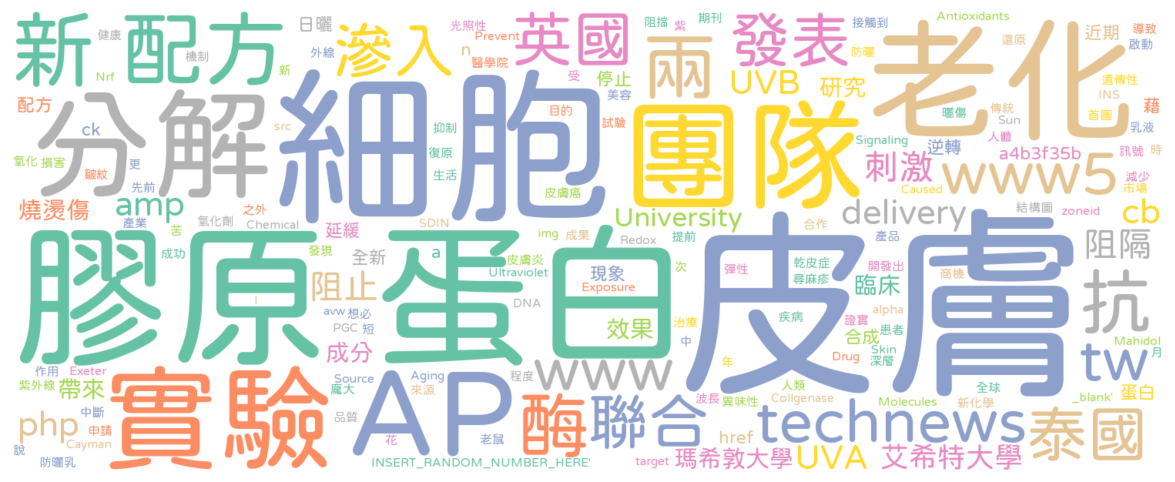 新 配方 健康 機制 日曬 外線 滲入 光照性 n Prevent 醫學院 英國 受 停止 美容 阻擋 紫 期刊 兩 發表 接觸到 防曬 Antioxidants 老化 還原 近期 導致 啟動
Nrf 新 UVB 研究 遺傳性 INS 藉
配方 分解 ck src 細胞 抑制 復原 生活 目的 試驗 團隊 曬傷 傳統 Sun 首圖 乳液
氧化 損害 皺紋 更 先前 皮膚癌 Signaling 逆轉 人體 a4b3f35b 訊號 時 減少
燒燙傷 amp 產業 之外 延緩 University 刺激 Caused www5 市場
苦 氧化劑 Chemical SDIN img 成果 Redox 提前 合作 delivery 結構圖 zoneid cb
膠原蛋白 成功 發現 全新 a 皮膚炎 Ultraviolet 現象 次 皮膚 彈性 乾皮症 產品 阻隔
l 阻止 DNA Exposure 尋麻疹 開發出 臨床 商機 抗
avw 想必 PGC 短 效果 治療 中 疾病 證實 合成 alpha 患者 Mahidol 月
作用 Exeter 成分 www 年 Drug Skin 深層 tw
紫外線 帶來 實驗 龐大 Source Aging 來源 程度 波長 異味性 人類 Collgenase 全球 蛋白
php 中斷 申請 Cayman 品質 AP 花 老鼠 酶 聯合 href technews Molecules 新化學 _blank' 泰國
說 防曬乳 INSERT_RANDOM_NUMBER_HERE' target 瑪希敦大學 UVA 艾希特大學